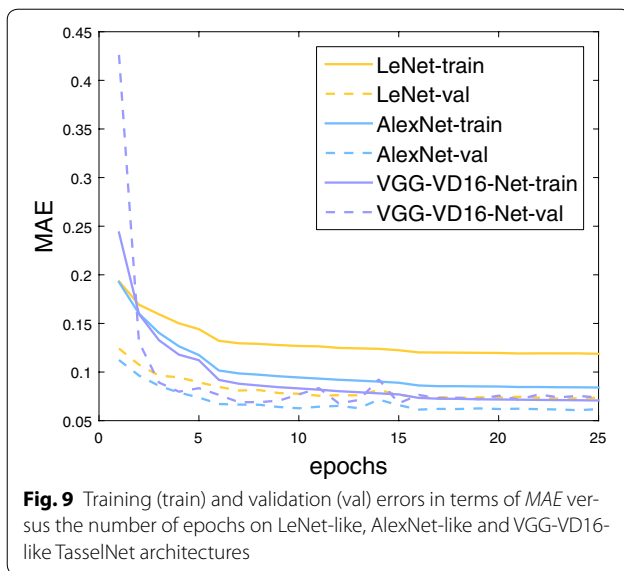 0.45
0.4
0.35
0.3
0.25
0.2
0.15
0.1
0.05
MAE
LeNet-train
LeNet-val
AlexNet-train
AlexNet-val
VGG-VD16-Net-train
VGG-VD16-Net-val
0 5 10 15 20 25
epochs
Fig. 9 Training (train) and validation (val) errors in terms of MAE ver-
sus the number of epochs on LeNet-like, AlexNet-like and VGG-VD16-
like TasselNet architectures